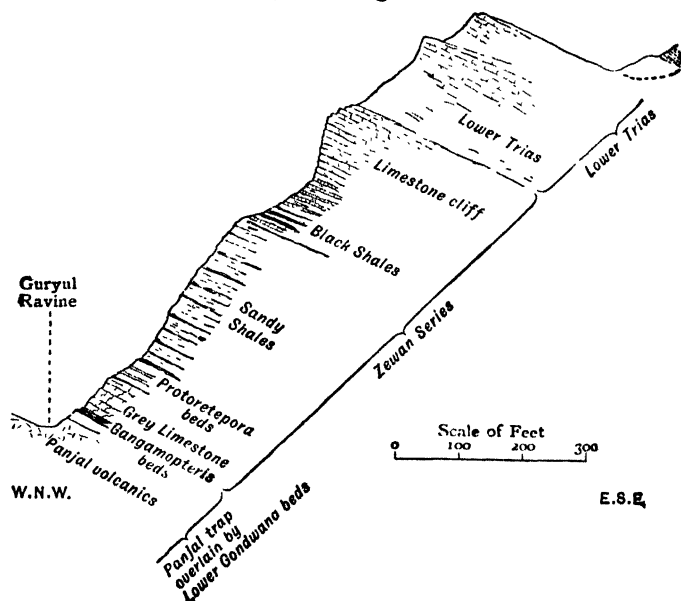 Lower Trias
Lower Trias
Limestone cliff
Black Shales
Guryul
Ravine
Sandy
Shales
Zewan Series
Protoretepora
beds
Grey Limestone
Gangamopteris
beds
Panjal volcanics
Scale of Feet
0 100 200 300
W.N.W.
E.S.E.
Panjal trap
overlain by
Lower Gondwana beds